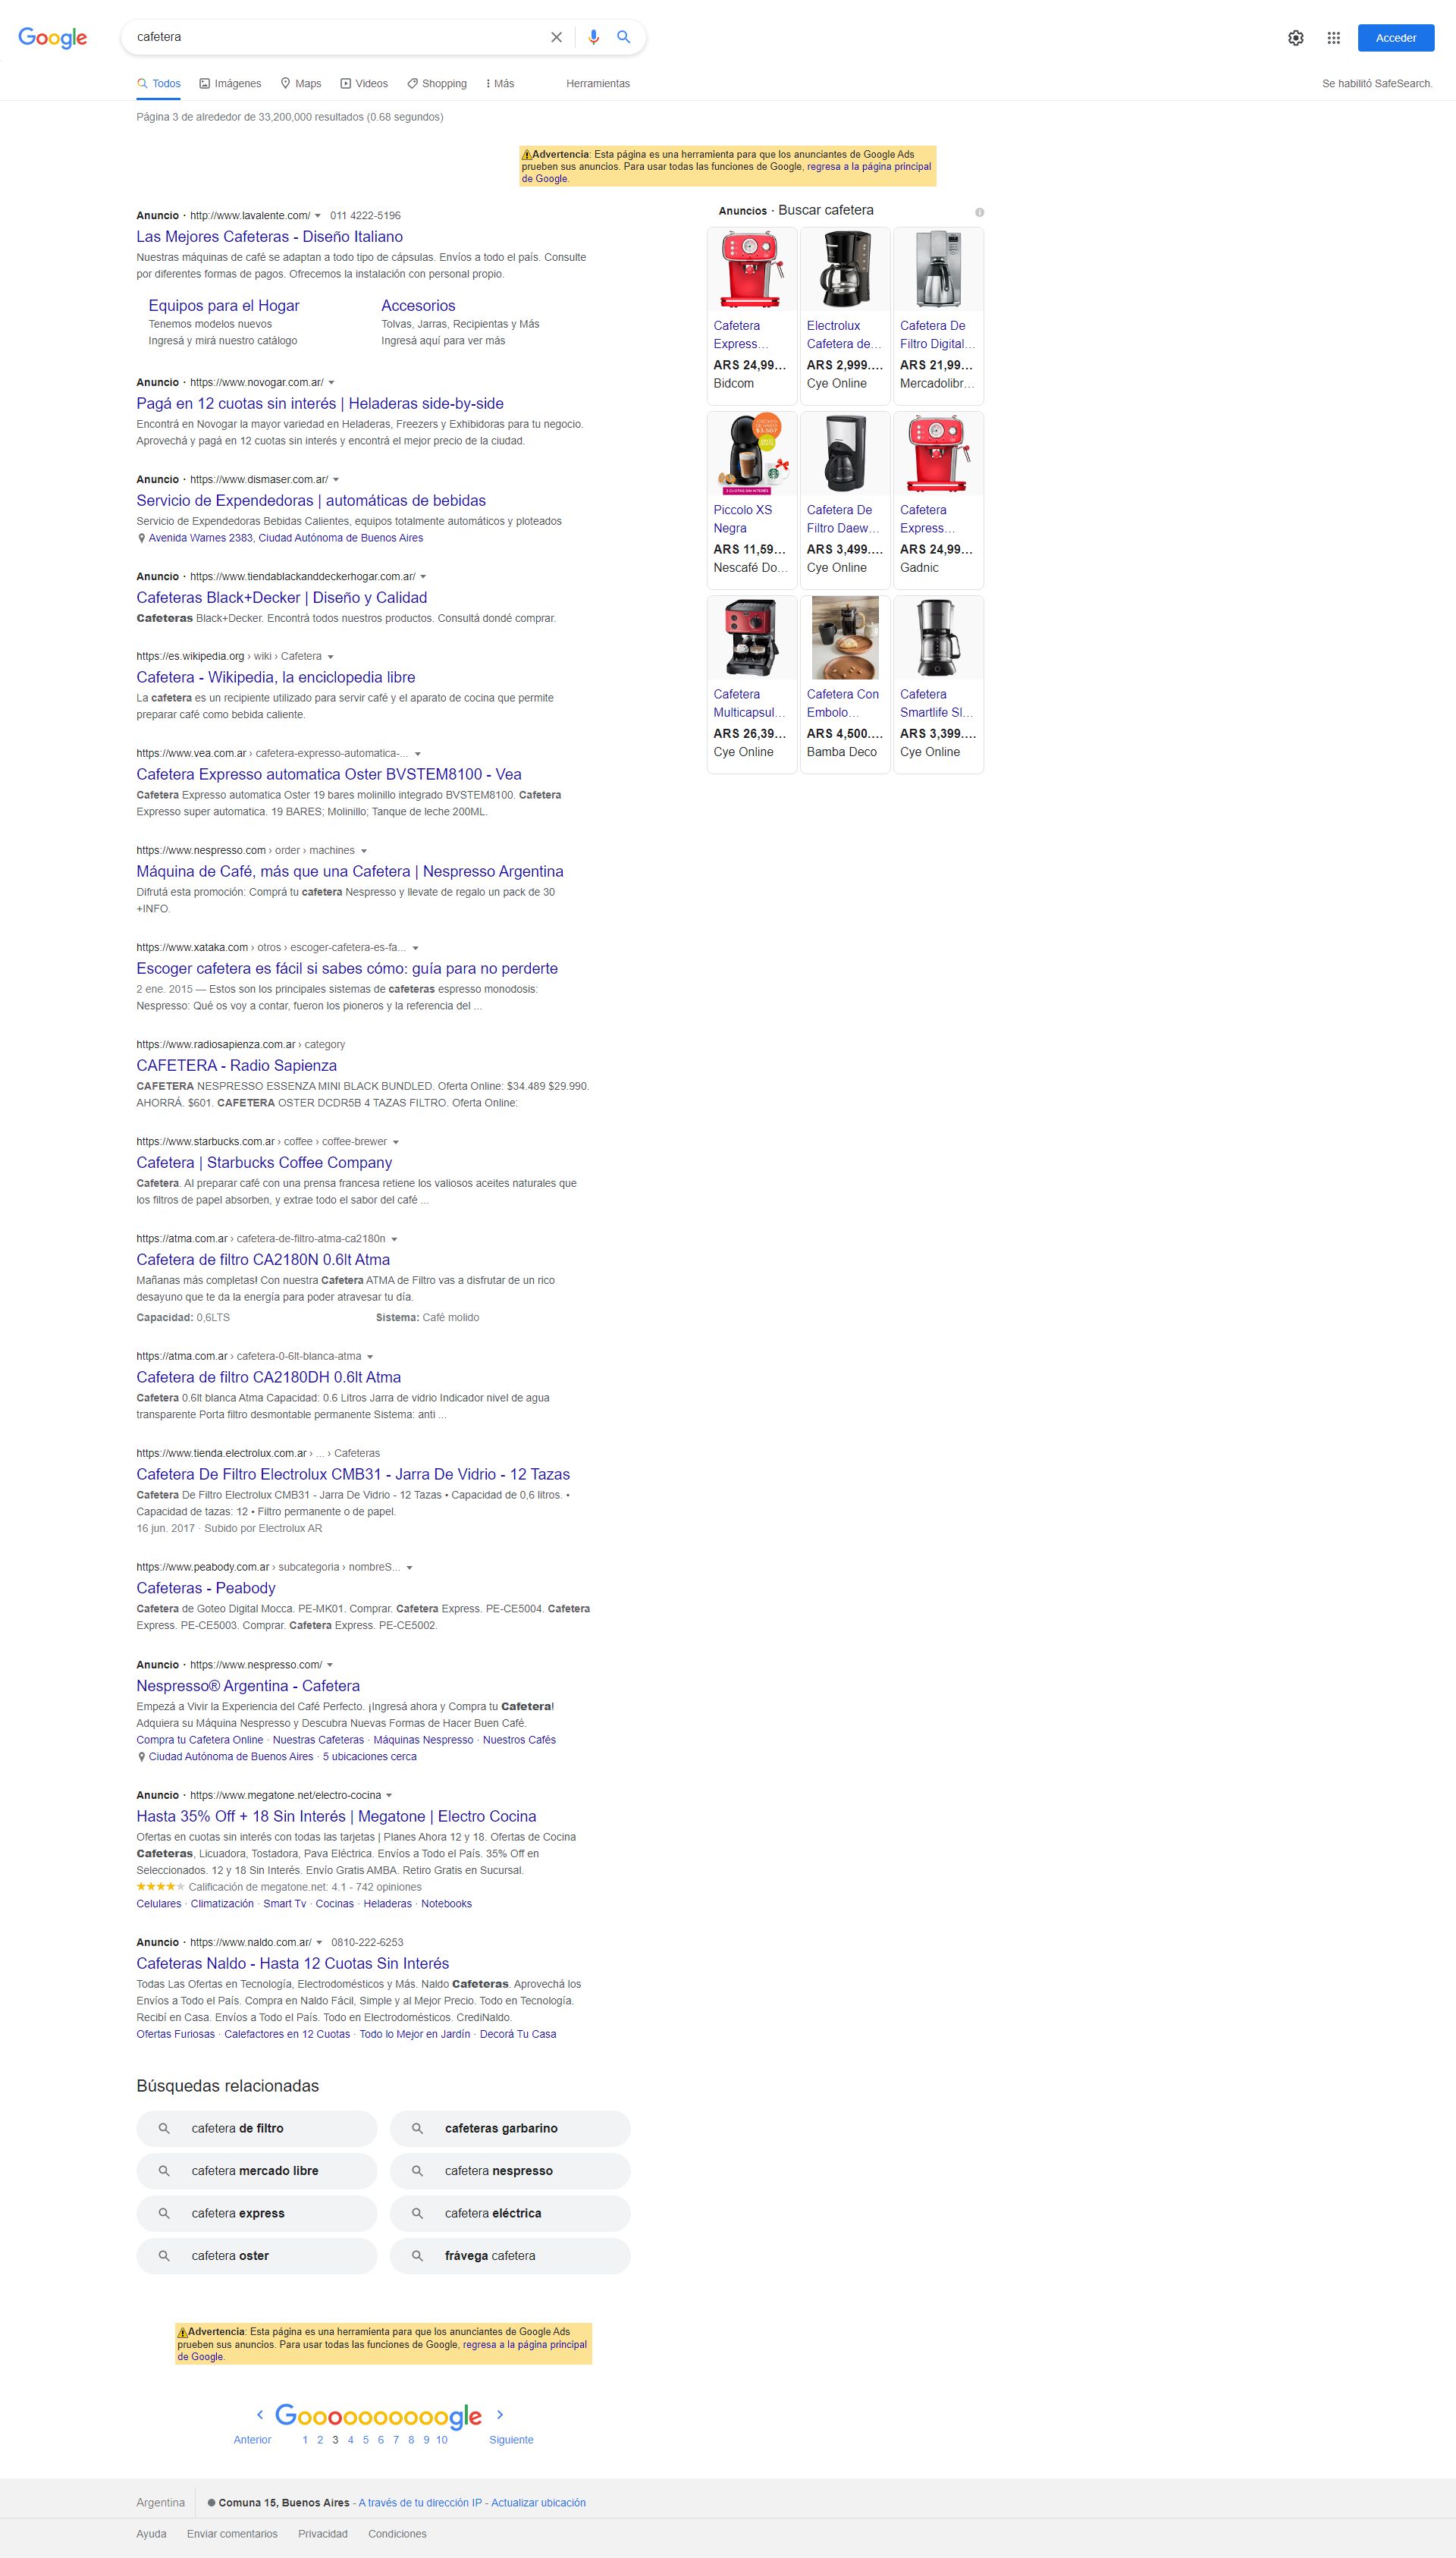 Google
cafetera
Acceder
Todos
Imágenes
Maps
Videos
Shopping
Más
Herramientas
Se habilitó SafeSearch.
Página 3 de alrededor de 33,200,000 resultados (0.68 segundos)
Advertencia: Esta página es una herramienta para que los anunciantes de Google Ads
prueben sus anuncios. Para usar todas las funciones de Google, regresa a la página principal
de Google.
Anuncio · http://www.lavalente.com/ 011 4222-5196
Las Mejores Cafeteras - Diseño Italiano
Nuestras máquinas de café se adaptan a todo tipo de cápsulas. Envíos a todo el país. Consulte
por diferentes formas de pagos. Ofrecemos la instalación con personal propio.
Equipos para el Hogar
Tenemos modelos nuevos
Ingresá y mirá nuestro catálogo
Accesorios
Tolvas, Jarras, Recipientas y Más
Ingresá aquí para ver más
Anuncio · https://www.novogar.com.ar/
Pagá en 12 cuotas sin interés | Heladeras side-by-side
Encontrá en Novogar la mayor variedad en Heladeras, Freezers y Exhibidoras para tu negocio.
Aprovechá y pagá en 12 cuotas sin interés y encontrá el mejor precio de la ciudad.
Anuncio · https://www.dismaser.com.ar/
Servicio de Expendedoras | automáticas de bebidas
Servicio de Expendedoras Bebidas Calientes, equipos totalmente automáticos y ploteados
Avenida Warnes 2383, Ciudad Autónoma de Buenos Aires
Anuncio · https://www.tiendablackanddeckerhogar.com.ar/
Cafeteras Black+Decker | Diseño y Calidad
Cafeteras Black+Decker. Encontrá todos nuestros productos. Consultá dondé comprar.
https://es.wikipedia.org › wiki › Cafetera
Cafetera - Wikipedia, la enciclopedia libre
La cafetera es un recipiente utilizado para servir café y el aparato de cocina que permite
preparar café como bebida caliente.
https://www.vea.com.ar › cafetera-expresso-automatica-...
Cafetera Expresso automatica Oster BVSTEM8100 - Vea
Cafetera Expresso automatica Oster 19 bares molinillo integrado BVSTEM8100. Cafetera
Expresso super automatica. 19 BARES; Molinillo; Tanque de leche 200ML.
https://www.nespresso.com › order › machines
Máquina de Café, más que una Cafetera | Nespresso Argentina
Difrutá esta promoción: Comprá tu cafetera Nespresso y llevate de regalo un pack de 30
+INFO.
https://www.xataka.com › otros › escoger-cafetera-es-fa...
Escoger cafetera es fácil si sabes cómo: guía para no perderte
2 ene. 2015 — Estos son los principales sistemas de cafeteras espresso monodosis:
Nespresso: Qué os voy a contar, fueron los pioneros y la referencia del ...
https://www.radiosapienza.com.ar › category
CAFETERA - Radio Sapienza
CAFETERA NESPRESSO ESSENZA MINI BLACK BUNDLED. Oferta Online: $34.489 $29.990.
AHORRÁ. $601. CAFETERA OSTER DCDR5B 4 TAZAS FILTRO. Oferta Online:
https://www.starbucks.com.ar › coffee › coffee-brewer
Cafetera | Starbucks Coffee Company
Cafetera. Al preparar café con una prensa francesa retiene los valiosos aceites naturales que
los filtros de papel absorben, y extrae todo el sabor del café ...
https://atma.com.ar › cafetera-de-filtro-atma-ca2180n
Cafetera de filtro CA2180N 0.6lt Atma
Mañanas más completas! Con nuestra Cafetera ATMA de Filtro vas a disfrutar de un rico
desayuno que te da la energía para poder atravesar tu día.
Capacidad: 0,6LTS Sistema: Café molido
https://atma.com.ar › cafetera-0-6lt-blanca-atma
Cafetera de filtro CA2180DH 0.6lt Atma
Cafetera 0.6lt blanca Atma Capacidad: 0.6 Litros Jarra de vidrio Indicador nivel de agua
transparente Porta filtro desmontable permanente Sistema: anti ...
https://www.tienda.electrolux.com.ar › ... › Cafeteras
Cafetera De Filtro Electrolux CMB31 - Jarra De Vidrio - 12 Tazas
Cafetera De Filtro Electrolux CMB31 - Jarra De Vidrio - 12 Tazas • Capacidad de 0,6 litros. •
Capacidad de tazas: 12 • Filtro permanente o de papel.
16 jun. 2017 · Subido por Electrolux AR
https://www.peabody.com.ar › subcategoria › nombreS...
Cafeteras - Peabody
Cafetera de Goteo Digital Mocca. PE-MK01. Comprar. Cafetera Express. PE-CE5004. Cafetera
Express. PE-CE5003. Comprar. Cafetera Express. PE-CE5002.
Anuncio · https://www.nespresso.com/
Nespresso® Argentina - Cafetera
Empezá a Vivir la Experiencia del Café Perfecto. ¡Ingresá ahora y Compra tu Cafetera!
Adquiera su Máquina Nespresso y Descubra Nuevas Formas de Hacer Buen Café.
Compra tu Cafetera Online · Nuestras Cafeteras · Máquinas Nespresso · Nuestros Cafés
Ciudad Autónoma de Buenos Aires · 5 ubicaciones cerca
Anuncio · https://www.megatone.net/electro-cocina
Hasta 35% Off + 18 Sin Interés | Megatone | Electro Cocina
Ofertas en cuotas sin interés con todas las tarjetas | Planes Ahora 12 y 18. Ofertas de Cocina
Cafeteras, Licuadora, Tostadora, Pava Eléctrica. Envíos a Todo el País. 35% Off en
Seleccionados. 12 y 18 Sin Interés. Envío Gratis AMBA. Retiro Gratis en Sucursal.
Calificación de megatone.net: 4.1 - 742 opiniones
Celulares · Climatización · Smart Tv · Cocinas · Heladeras · Notebooks
Anuncio · https://www.naldo.com.ar/ 0810-222-6253
Cafeteras Naldo - Hasta 12 Cuotas Sin Interés
Todas Las Ofertas en Tecnología, Electrodomésticos y Más. Naldo Cafeteras. Aprovechá los
Envíos a Todo el País. Compra en Naldo Fácil, Simple y al Mejor Precio. Todo en Tecnología.
Recibí en Casa. Envíos a Todo el País. Todo en Electrodomésticos. CrediNaldo.
Ofertas Furiosas · Calefactores en 12 Cuotas · Todo lo Mejor en Jardín · Decorá Tu Casa
Anuncios · Buscar cafetera
Cafetera
Express...
ARS 24,99...
Bidcom
Electrolux
Cafetera de...
ARS 2,999....
Cye Online
Cafetera De
Filtro Digital...
ARS 21,99...
Mercadolibr...
Piccolo XS
Negra
ARS 11,59...
Nescafé Do...
Cafetera De
Filtro Daew...
ARS 3,499....
Cye Online
Cafetera
Express...
ARS 24,99...
Gadnic
Cafetera
Multicapsul...
ARS 26,39...
Cye Online
Cafetera Con
Embolo...
ARS 4,500....
Bamba Deco
Cafetera
Smartlife Sl...
ARS 3,399....
Cye Online
Búsquedas relacionadas
cafetera de filtro
cafeteras garbarino
cafetera mercado libre
cafetera nespresso
cafetera express
cafetera eléctrica
cafetera oster
frávega cafetera
Advertencia: Esta página es una herramienta para que los anunciantes de Google Ads
prueben sus anuncios. Para usar todas las funciones de Google, regresa a la página principal
de Google.
Goooooooooogle
Anterior 1 2 3 4 5 6 7 8 9 10 Siguiente
Argentina
Comuna 15, Buenos Aires - A través de tu dirección IP - Actualizar ubicación
Ayuda Enviar comentarios Privacidad Condiciones